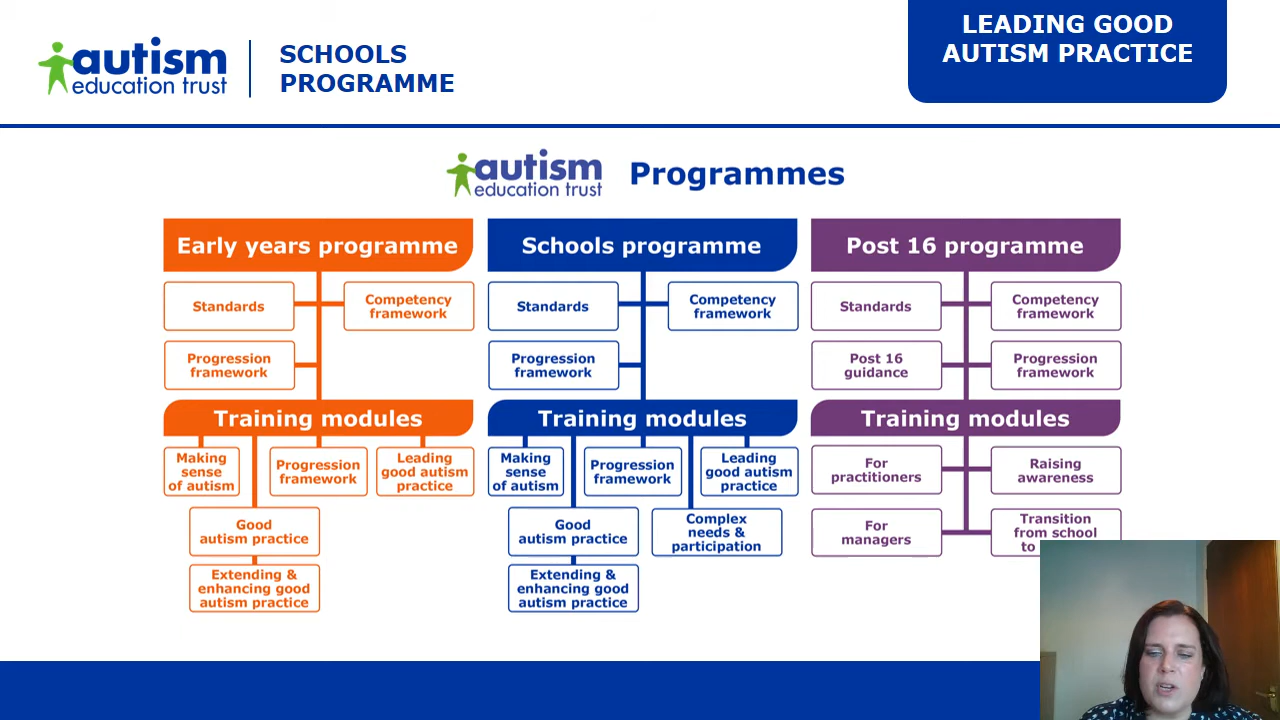 autism
education trust
SCHOOLS
PROGRAMME
LEADING GOOD
AUTISM PRACTICE
autism
education trust
Programmes
Early years programme
Standards
Competency
framework
Progression
framework
Training modules
Making
sense
of autism
Progression
framework
Leading
good autism
practice
Good
autism practice
Extending &
enhancing good
autism practice
Schools programme
Standards
Competency
framework
Progression
framework
Training modules
Making
sense
of autism
Progression
framework
Leading
good autism
practice
Good
autism practice
Complex
needs &
participation
Extending &
enhancing good
autism practice
Post 16 programme
Standards
Competency
framework
Post 16
guidance
Progression
framework
Training modules
For
practitioners
Raising
awareness
For
managers
Transition
from school
to